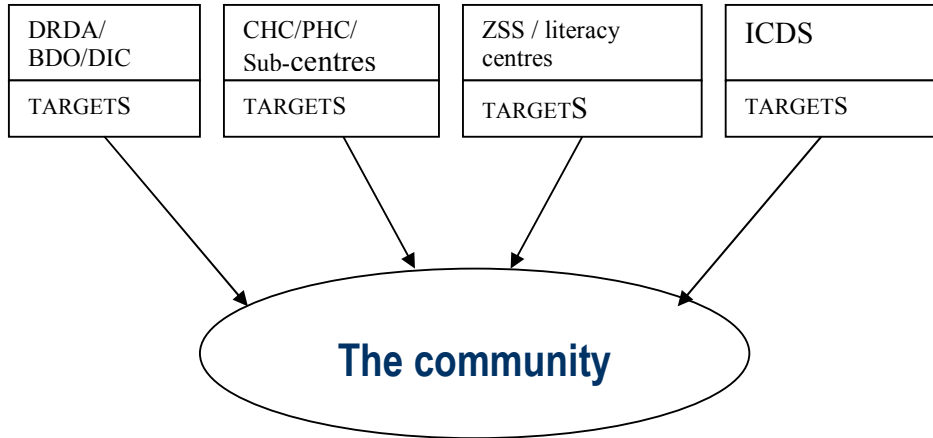 DRDA/
BDO/DIC
TARGETS
CHC/PHC/
Sub-centres
TARGETS
ZSS / literacy
centres
TARGETS
ICDS
TARGETS
The community